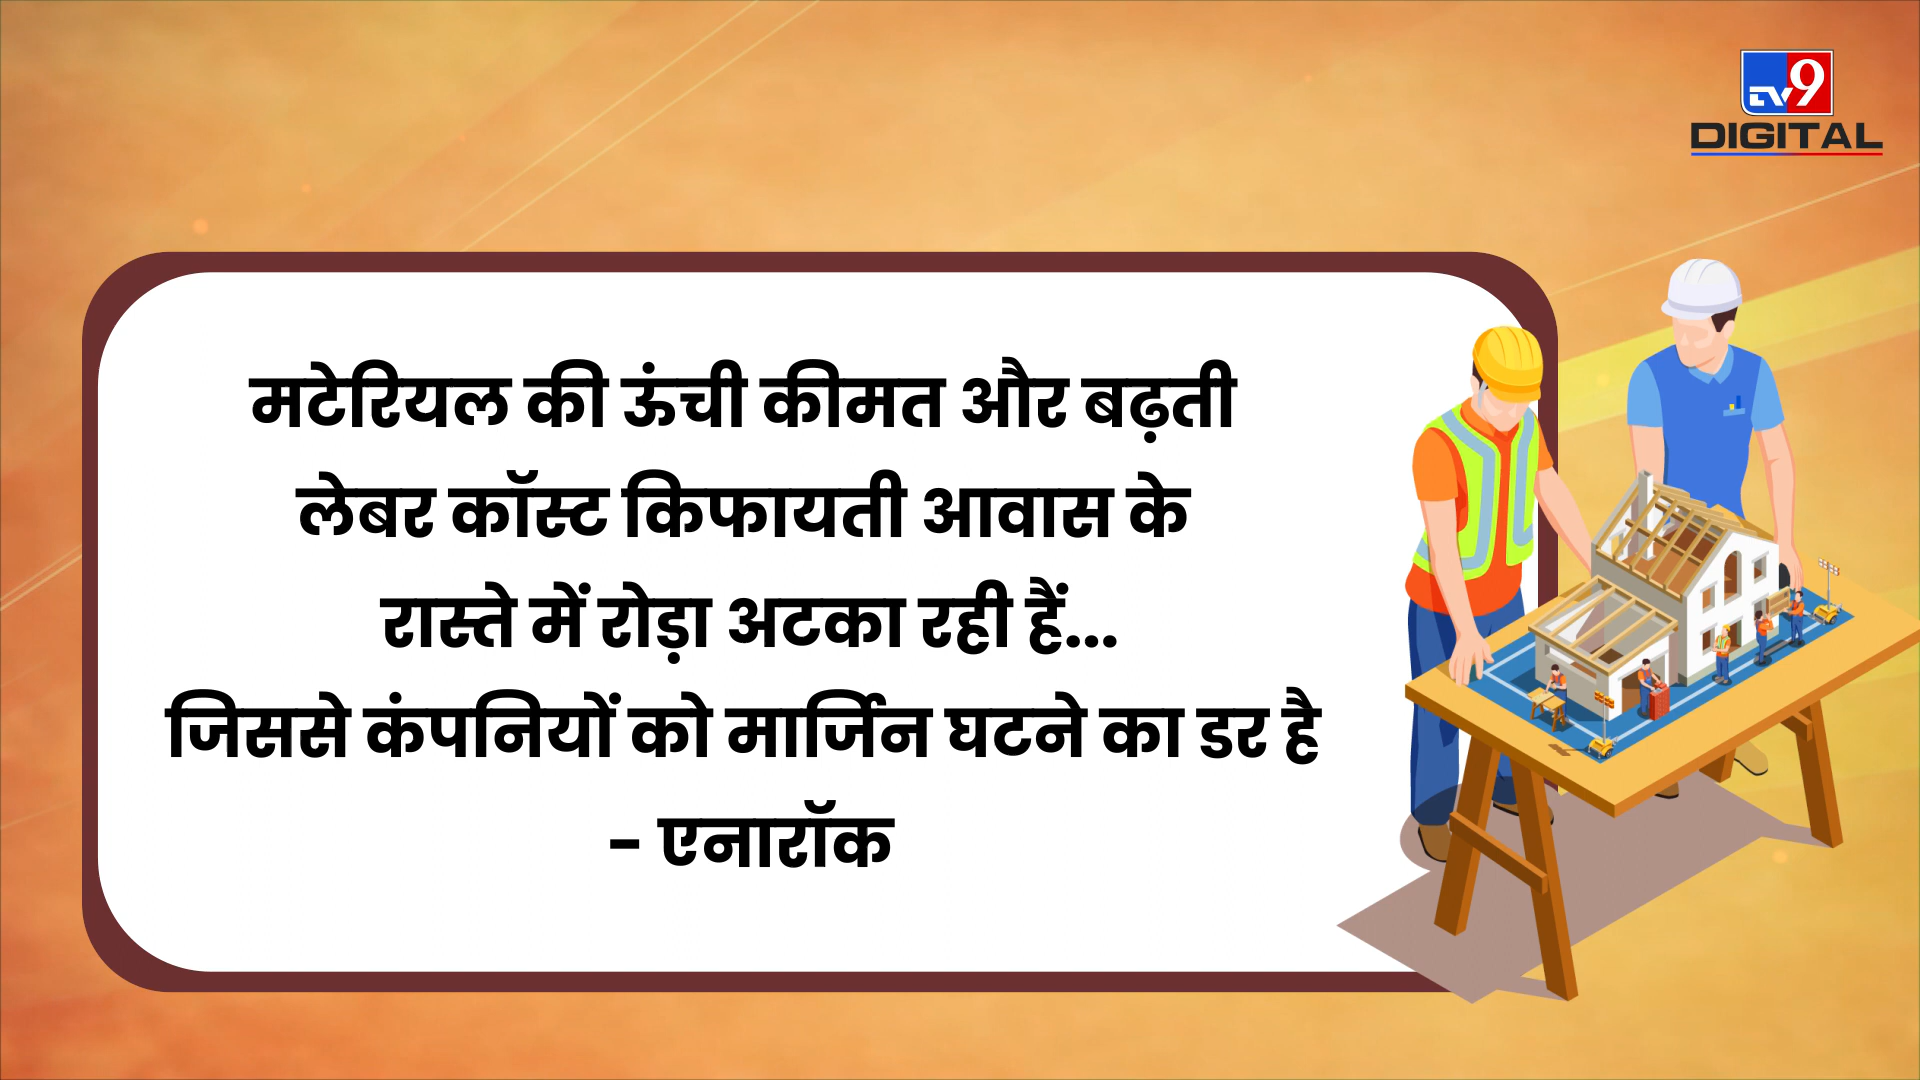 TV9
DIGITAL
मटेरियल की ऊंची कीमत और बढ़ती
लेबर कॉस्ट किफायती आवास के
रास्ते में रोड़ा अटका रही हैं...
जिससे कंपनियों को मार्जिन घटने का डर है
- एनारॉक